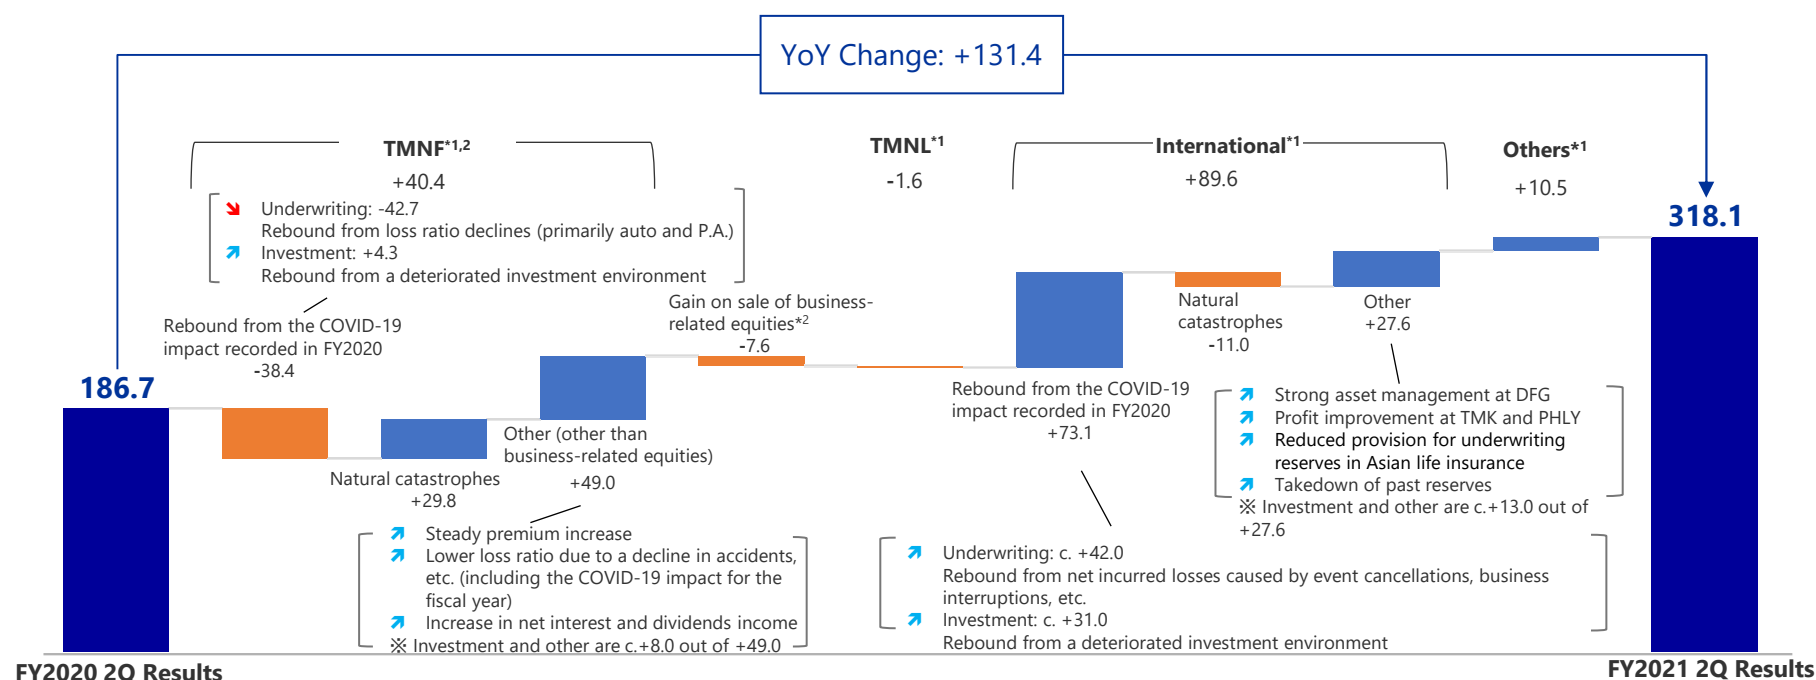 YoY Change: +131.4
TMNF*1,2
+40.4
TMNL*1
-1.6
International*1
+89.6
Others*1
+10.5
Underwriting: -42.7
Rebound from loss ratio declines (primarily auto and P.A.)
Investment: +4.3
Rebound from a deteriorated investment environment
318.1
Rebound from the COVID-19
impact recorded in FY2020
-38.4
Gain on sale of business-
related equities*2
-7.6
Natural
catastrophes
-11.0
Other
+27.6
186.7
Rebound from the COVID-19
impact recorded in FY2020
+73.1
Strong asset management at DFG
Profit improvement at TMK and PHLY
Reduced provision for underwriting
reserves in Asian life insurance
Takedown of past reserves
※ Investment and other are c.+13.0 out of
+27.6
Other (other than
business-related equities)
+49.0
Natural catastrophes
+29.8
Steady premium increase
Lower loss ratio due to a decline in accidents,
etc. (including the COVID-19 impact for the
fiscal year)
Increase in net interest and dividends income
※ Investment and other are c.+8.0 out of +49.0
Underwriting: c. +42.0
Rebound from net incurred losses caused by event cancellations, business
interruptions, etc.
Investment: c. +31.0
Rebound from a deteriorated investment environment
FY2020 2Q Results
FY2021 2Q Results